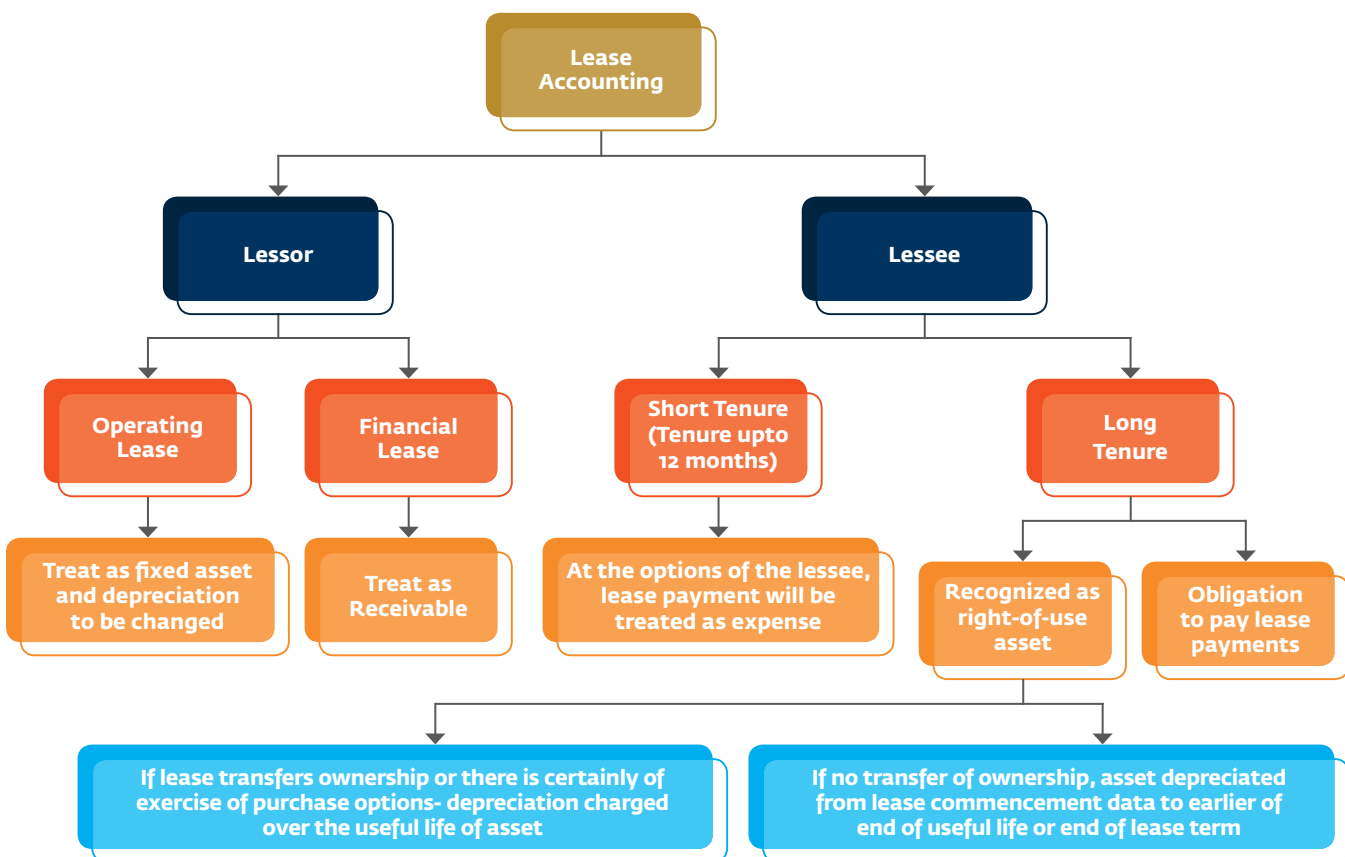 Lease
Accounting
Lessor
Lessee
Operating
Lease
Financial
Lease
Short Tenure
(Tenure upto
12 months)
Long
Tenure
Treat as fixed asset
and depreciation
to be changed
Treat as
Receivable
At the options of the lessee,
lease payment will be
treated as expense
Recognized as
right-of-use
asset
Obligation
to pay lease
payments
If lease transfers ownership or there is certainly of
exercise of purchase options- depreciation charged
over the useful life of asset
If no transfer of ownership, asset depreciated
from lease commencement data to earlier of
end of useful life or end of lease term